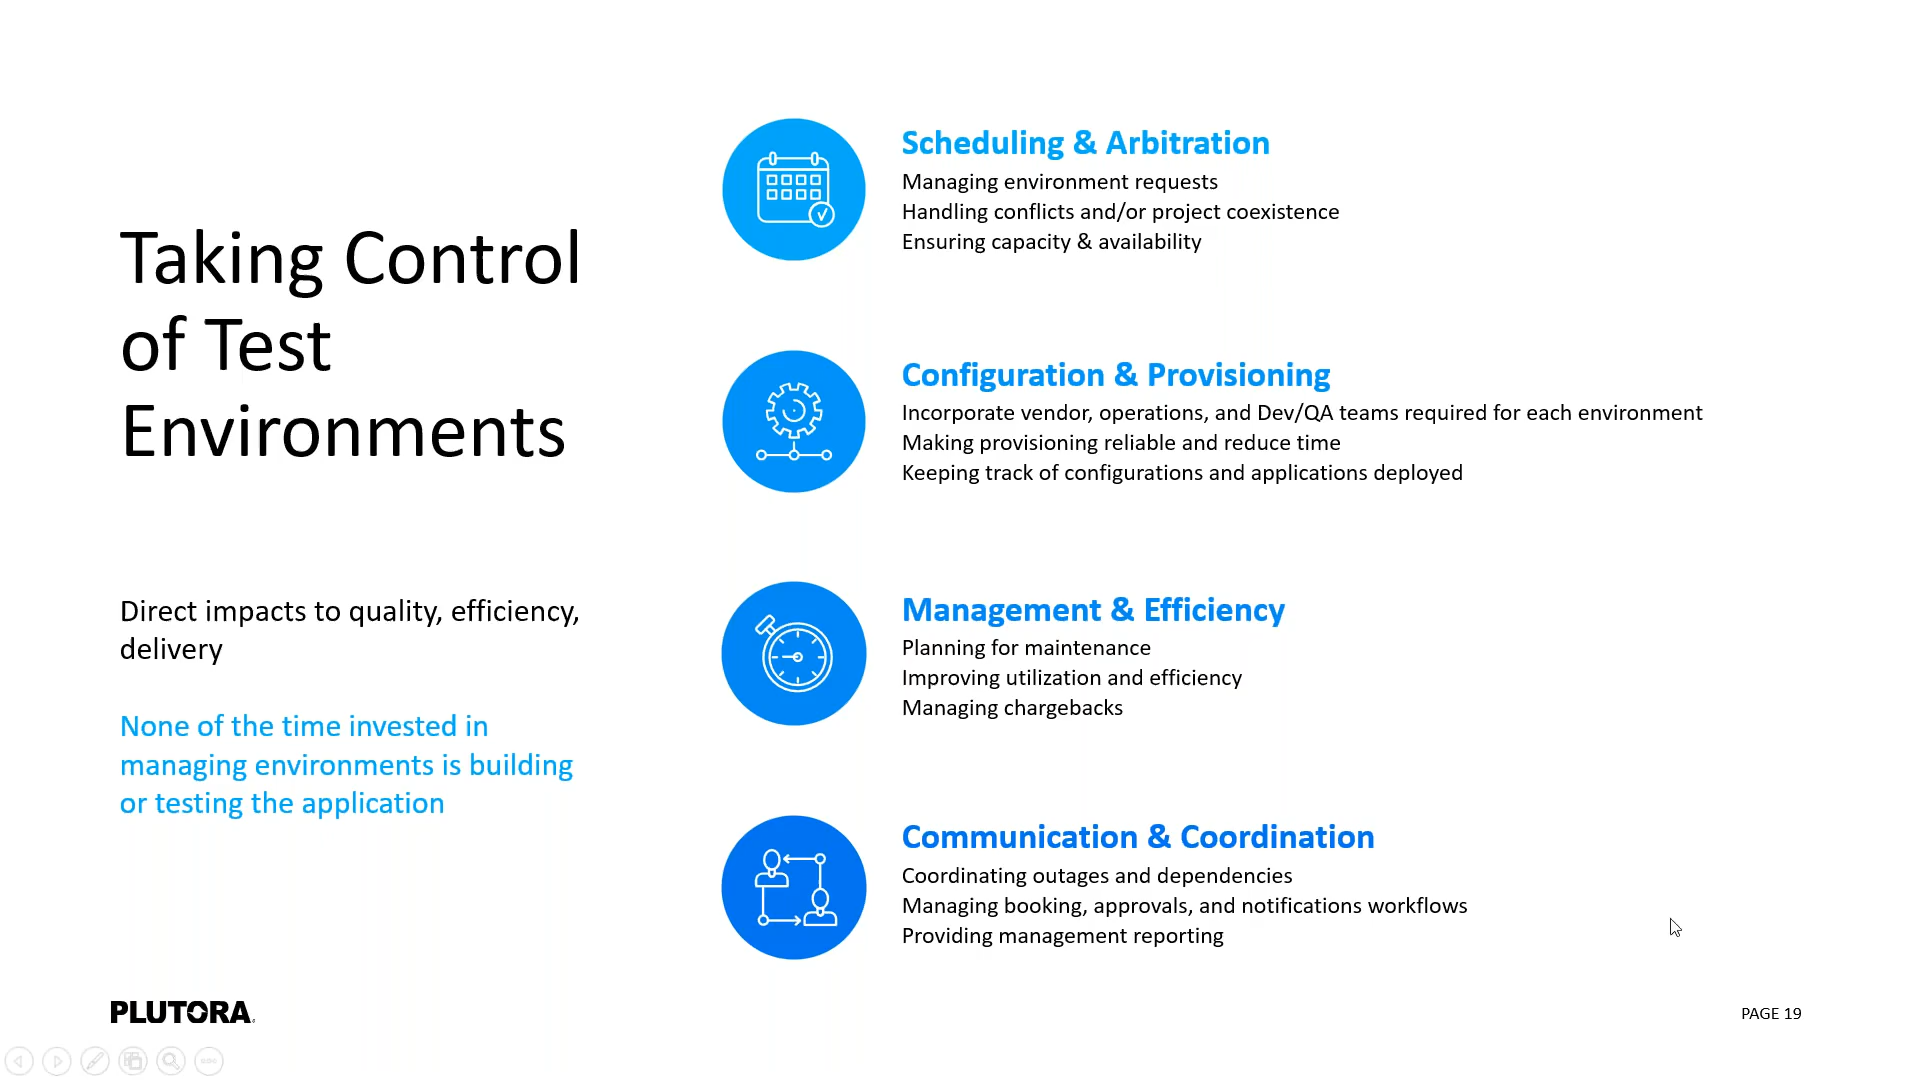 Taking Control
of Test
Environments
Direct impacts to quality, efficiency,
delivery
None of the time invested in
managing environments is building
or testing the application
Scheduling & Arbitration
Managing environment requests
Handling conflicts and/or project coexistence
Ensuring capacity & availability
Configuration & Provisioning
Incorporate vendor, operations, and Dev/QA teams required for each environment
Making provisioning reliable and reduce time
Keeping track of configurations and applications deployed
Management & Efficiency
Planning for maintenance
Improving utilization and efficiency
Managing chargebacks
Communication & Coordination
Coordinating outages and dependencies
Managing booking, approvals, and notifications workflows
Providing management reporting
PLUTORA
PAGE 19